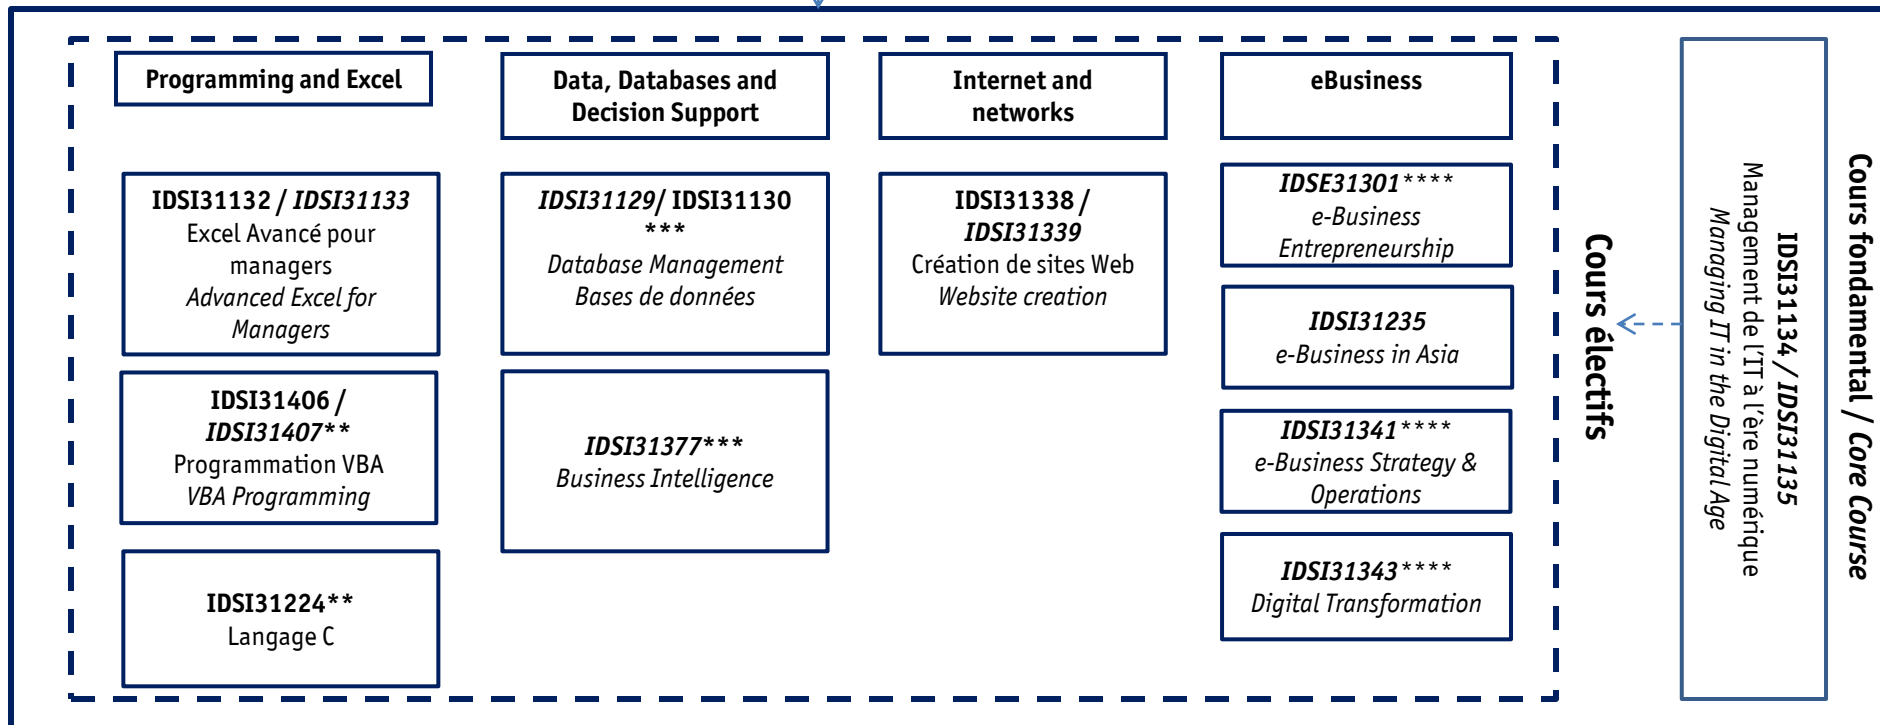 Programming and Excel
IDSI31132 / IDSI31133
Excel Avancé pour
managers
Advanced Excel for
Managers
IDSI31406 /
IDSI31407**
Programmation VBA
VBA Programming
IDSI31224**
Langage C
Data, Databases and
Decision Support
IDSI31129/ IDSI31130
***
Database Management
Bases de données
IDSI31377***
Business Intelligence
Internet and
networks
IDSI31338 /
IDSI31339
Création de sites Web
Website creation
eBusiness
IDSE31301****
e-Business
Entrepreneurship
IDSI31235
e-Business in Asia
IDSI31341****
e-Business Strategy &
Operations
IDSI31343****
Digital Transformation
Cours électifs
Cours fondamental / Core Course
IDSI31134 / IDSI31135
Management de l'IT à l'ère numérique
Managing IT in the Digital Age